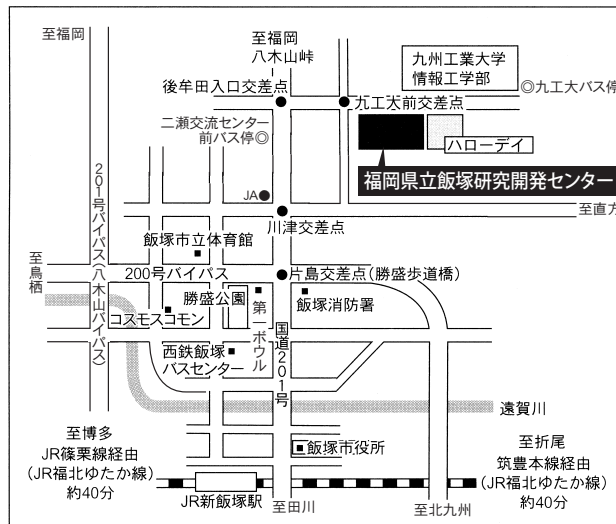 至福岡
至福岡
八木山峠
九州工業大学
情報工学部
後牟田入口交差点
九工大前交差点
◎九工大バス停
二瀬交流センター
前バス停◎
ハローデイ
福岡県立飯塚研究開発センター
JA
至直方
川津交差点
201号バイパス(八木山バイパス)
飯塚市立体育館
至鳥栖
200号バイパス
片島交差点(勝盛歩道橋)
勝盛公園
第一ボウル
飯塚消防署
コスモスコモン
国道201号
西鉄飯塚
バスセンター
遠賀川
至博多
JR篠栗線経由
(JR福北ゆたか線)
約40分
飯塚市役所
至折尾
筑豊本線経由
(JR福北ゆたか線)
約40分
JR新飯塚駅
至田川
至北九州